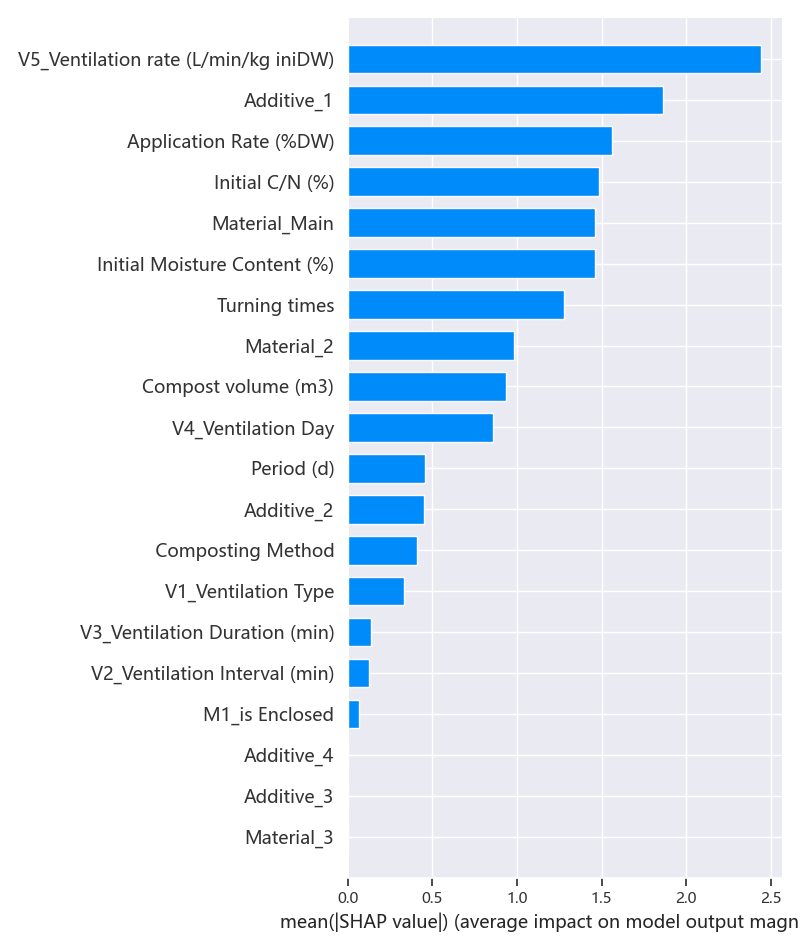 V5_Ventilation rate (L/min/kg iniDW)
Additive_1
Application Rate (%DW)
Initial C/N (%)
Material_Main
Initial Moisture Content (%)
Turning times
Material_2
Compost volume (m3)
V4_Ventilation Day
Period (d)
Additive_2
Composting Method
V1_Ventilation Type
V3_Ventilation Duration (min)
V2_Ventilation Interval (min)
M1_is Enclosed
Additive_4
Additive_3
Material_3
0.0 0.5 1.0 1.5 2.0 2.5
mean(|SHAP value|) (average impact on model output magn